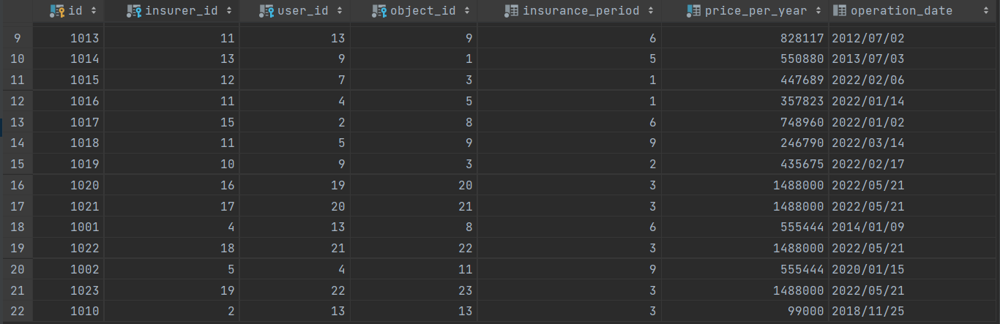 id insurer_id user_id object_id insurance_period price_per_year operation_date
9 1013 11 13 9 6 828117 2012/07/02
10 1014 13 9 1 5 550880 2013/07/03
11 1015 12 7 3 1 447689 2022/02/06
12 1016 11 4 5 1 357823 2022/01/14
13 1017 15 2 8 6 748960 2022/01/02
14 1018 11 5 9 9 246790 2022/03/14
15 1019 10 9 3 2 435675 2022/02/17
16 1020 16 19 20 3 1488000 2022/05/21
17 1021 17 20 21 3 1488000 2022/05/21
18 1001 4 13 8 6 555444 2014/01/09
19 1022 18 21 22 3 1488000 2022/05/21
20 1002 5 4 11 9 555444 2020/01/15
21 1023 19 22 23 3 1488000 2022/05/21
22 1010 2 13 13 3 99000 2018/11/25